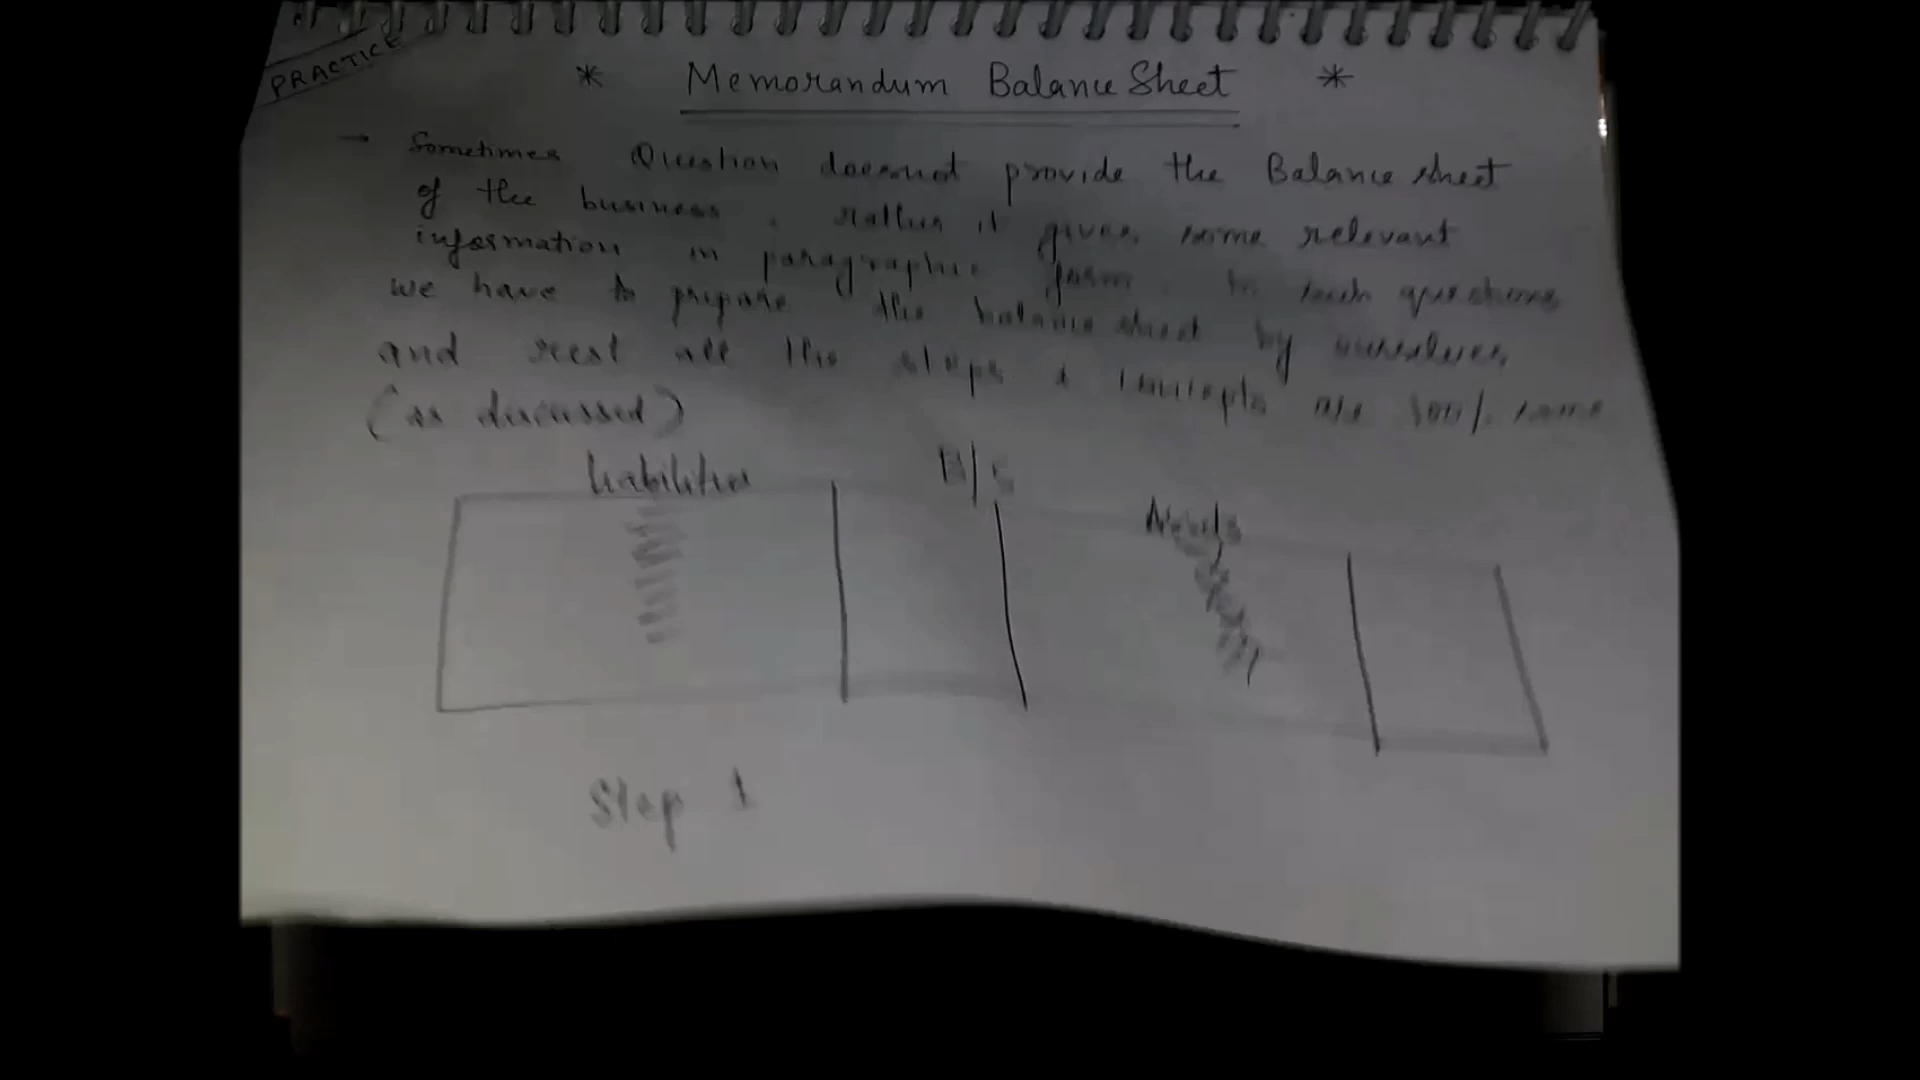 PRACTICE
* Memorandum Balance Sheet *
→ Sometimes Question doesnot provide the Balance sheet
of the business, rather it gives some relevant
information in paragraphic form. In such questions
we have to prepare the balance sheet by ourselves
and rest all the steps & concepts are 100% same
(as discussed)
B/S
Liabilities
Assets
Step 1